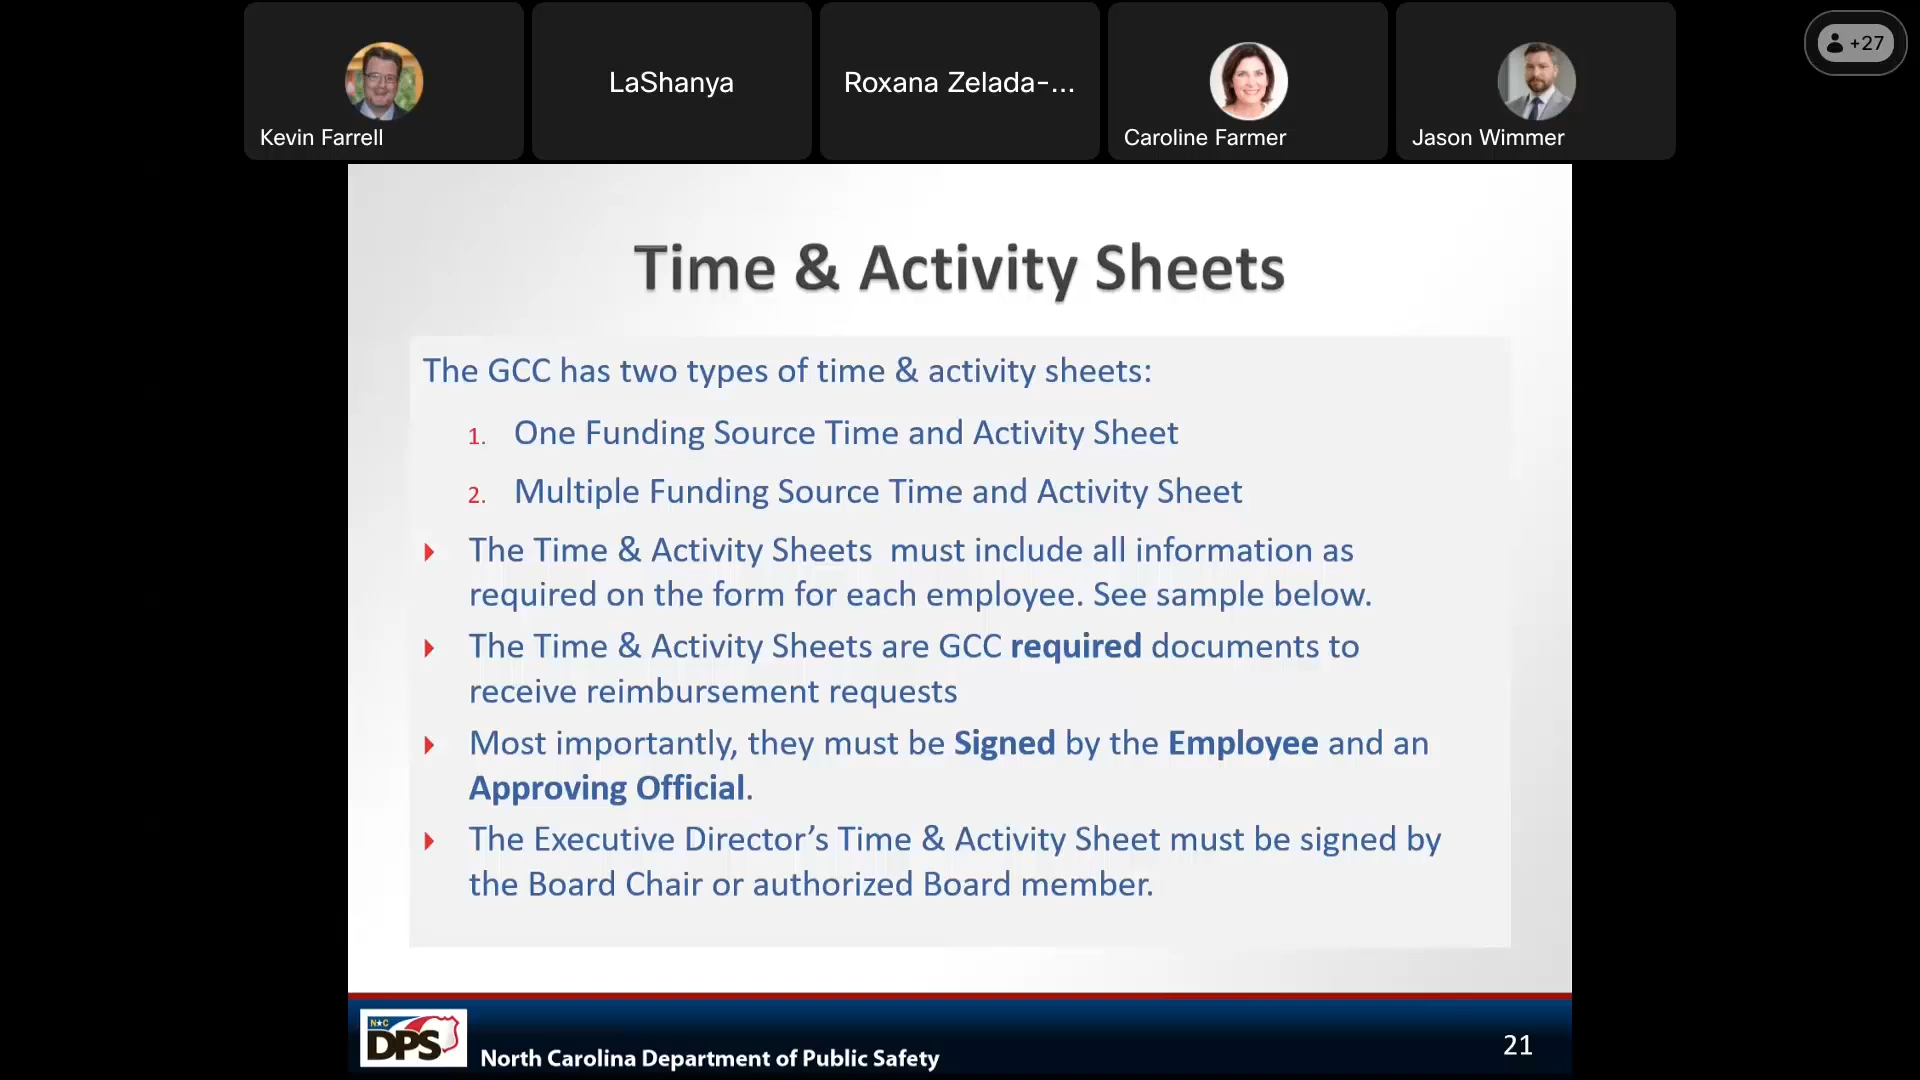 Kevin Farrell
LaShanya
Roxana Zelada-...
Caroline Farmer
Jason Wimmer
+27
Time & Activity Sheets
The GCC has two types of time & activity sheets:
1. One Funding Source Time and Activity Sheet
2. Multiple Funding Source Time and Activity Sheet
The Time & Activity Sheets must include all information as
required on the form for each employee. See sample below.
The Time & Activity Sheets are GCC required documents to
receive reimbursement requests
Most importantly, they must be Signed by the Employee and an
Approving Official.
The Executive Director’s Time & Activity Sheet must be signed by
the Board Chair or authorized Board member.
N★C
DPS
North Carolina Department of Public Safety
21